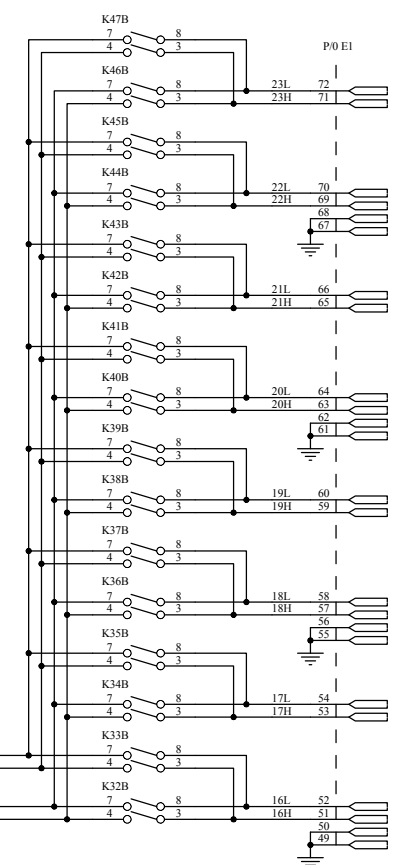 K47B
7 8
4 3
P/0 E1
K46B
7 8 23L 72
4 3 23H 71
K45B
7 8
4 3
K44B
7 8 22L 70
4 3 22H 69
68
67
K43B
7 8
4 3
K42B
7 8 21L 66
4 3 21H 65
K41B
7 8
4 3
K40B
7 8 20L 64
4 3 20H 63
62
61
K39B
7 8
4 3
K38B
7 8 19L 60
4 3 19H 59
K37B
7 8
4 3
K36B
7 8 18L 58
4 3 18H 57
56
55
K35B
7 8
4 3
K34B
7 8 17L 54
4 3 17H 53
K33B
7 8
4 3
K32B
7 8 16L 52
4 3 16H 51
50
49